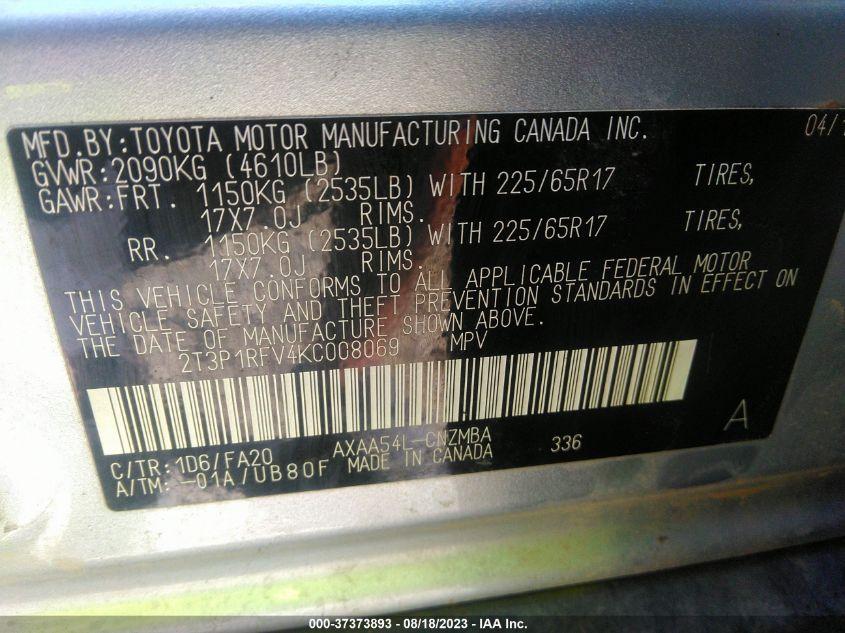 MFD.BY:TOYOTA MOTOR MANUFACTURING CANADA INC. 04/
GVWR:2090KG (4610LB)
GAWR:FRT. 1150KG (2535LB) WITH 225/65R17 TIRES,
17X7.0J RIMS.
RR. 1150KG (2535LB) WITH 225/65R17 TIRES,
17X7.0J RIMS.
THIS VEHICLE CONFORMS TO ALL APPLICABLE FEDERAL MOTOR
VEHICLE SAFETY AND THEFT PREVENTION STANDARDS IN EFFECT ON
THE DATE OF MANUFACTURE SHOWN ABOVE.
2T3P1RFV4KC008069 MPV
A
C/TR:1D6/FA20 AXAA54L-CNZMBA 336
A/TM:-01A/UB80F MADE IN CANADA
000-37373893 - 08/18/2023 - IAA Inc.